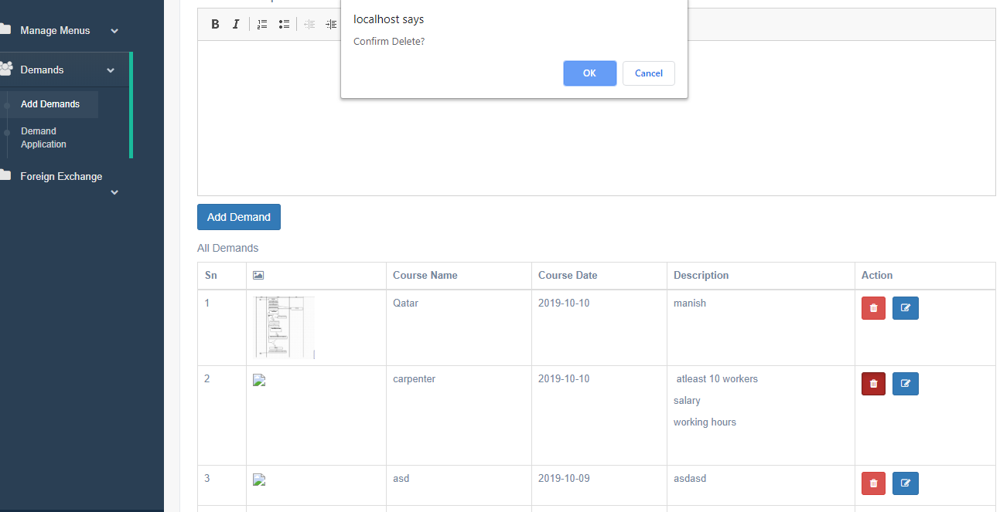 localhost says
Confirm Delete?
OK
Cancel
Manage Menus
Demands
Add Demands
Demand
Application
Foreign Exchange
B I
Add Demand
All Demands
Sn Course Name Course Date Description Action
1 Qatar 2019-10-10 manish
2 carpenter 2019-10-10 atleast 10 workers
salary
working hours
3 asd 2019-10-09 asdasd